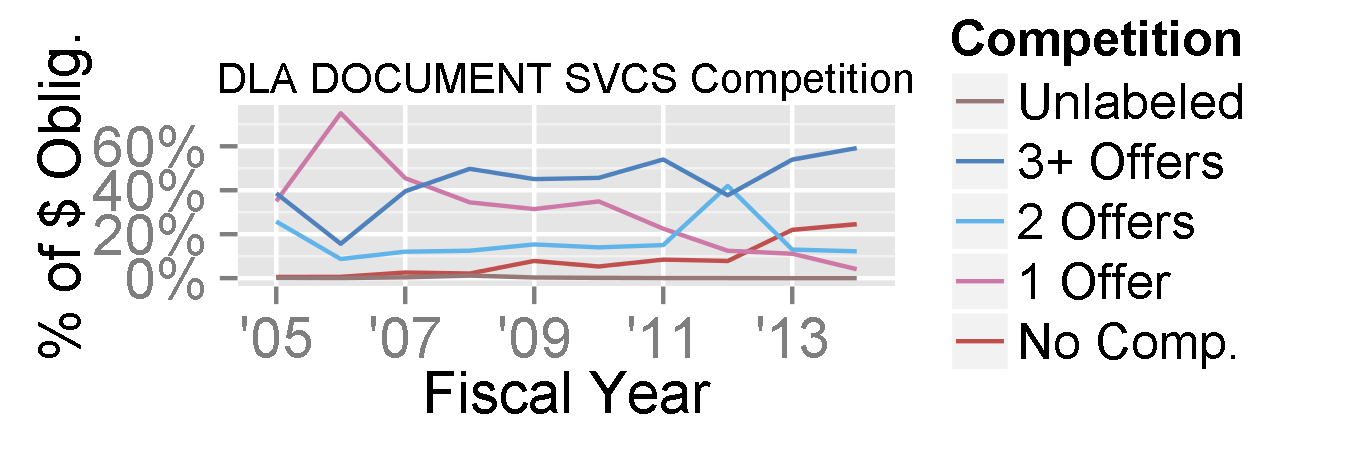 DLA DOCUMENT SVCS Competition
% of $ Oblig.
60%
40%
20%
0%
'05 '07 '09 '11 '13
Fiscal Year
Competition
Unlabeled
3+ Offers
2 Offers
1 Offer
No Comp.